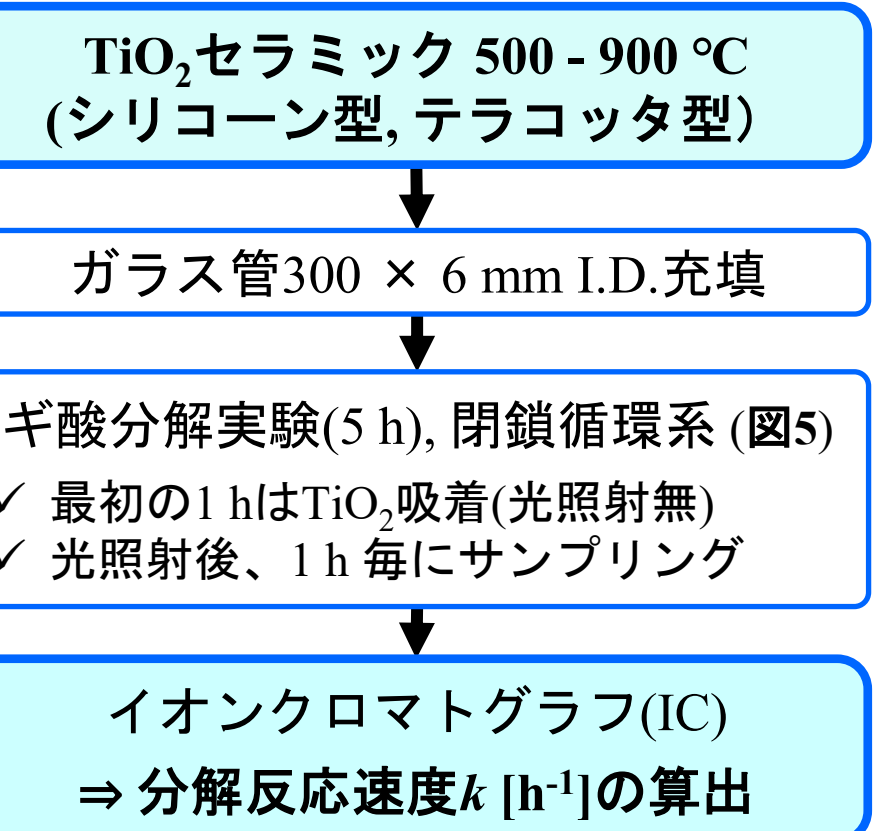 TiO₂セラミック 500 - 900 °C
(シリコーン型, テラコッタ型）
ガラス管300 × 6 mm I.D.充填
ギ酸分解実験(5 h), 閉鎖循環系 (図5)
✓ 最初の1 hはTiO₂吸着(光照射無)
✓ 光照射後、1 h 毎にサンプリング
イオンクロマトグラフ(IC)
⇒ 分解反応速度k [h⁻¹]の算出